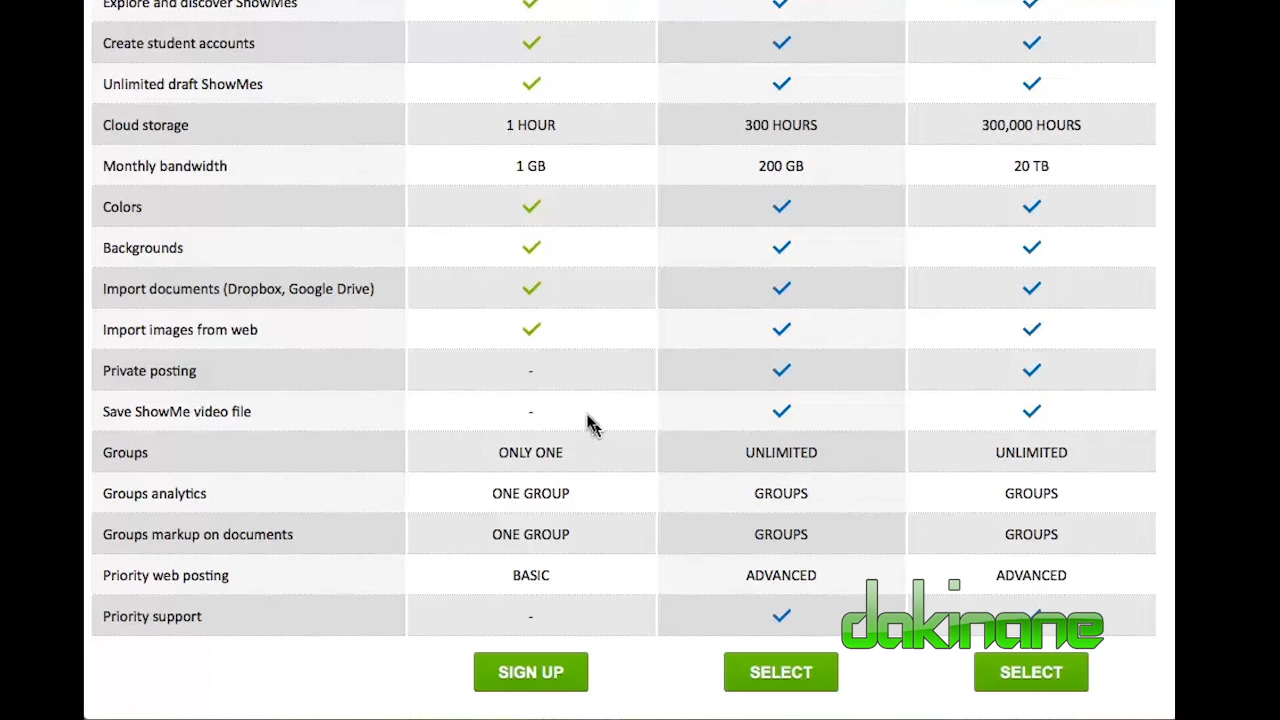 Explore and discover ShowMes
Create student accounts
Unlimited draft ShowMes
Cloud storage 1 HOUR 300 HOURS 300,000 HOURS
Monthly bandwidth 1 GB 200 GB 20 TB
Colors
Backgrounds
Import documents (Dropbox, Google Drive)
Import images from web
Private posting -
Save ShowMe video file -
Groups ONLY ONE UNLIMITED UNLIMITED
Groups analytics ONE GROUP GROUPS GROUPS
Groups markup on documents ONE GROUP GROUPS GROUPS
Priority web posting BASIC ADVANCED ADVANCED
Priority support -
dakinane
SIGN UP SELECT SELECT